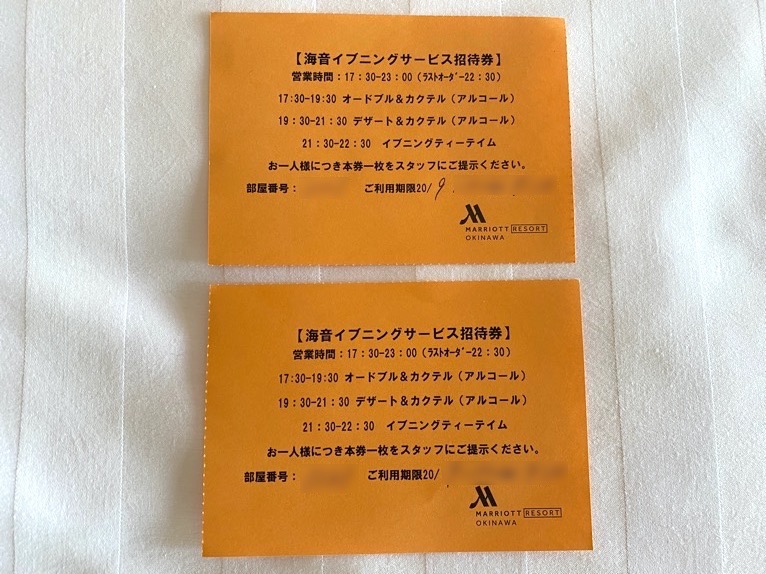 【海音イブニングサービス招待券】
営業時間：17：30-23：00（ﾗｽﾄｵｰﾀﾞｰ22：30）
17:30-19:30 オードブル＆カクテル（アルコール）
19：30-21：30 デザート＆カクテル（アルコール）
21：30-22：30　イブニングティーテイム
お一人様につき本券一枚をスタッフにご提示ください。
部屋番号：　ご利用期限20/9
MARRIOTT RESORT
OKINAWA
【海音イブニングサービス招待券】
営業時間：17：30-23：00（ﾗｽﾄｵｰﾀﾞｰ22：30）
17:30-19:30 オードブル＆カクテル（アルコール）
19：30-21：30 デザート＆カクテル（アルコール）
21：30-22：30　イブニングティーテイム
お一人様につき本券一枚をスタッフにご提示ください。
部屋番号：　ご利用期限20/
MARRIOTT RESORT
OKINAWA